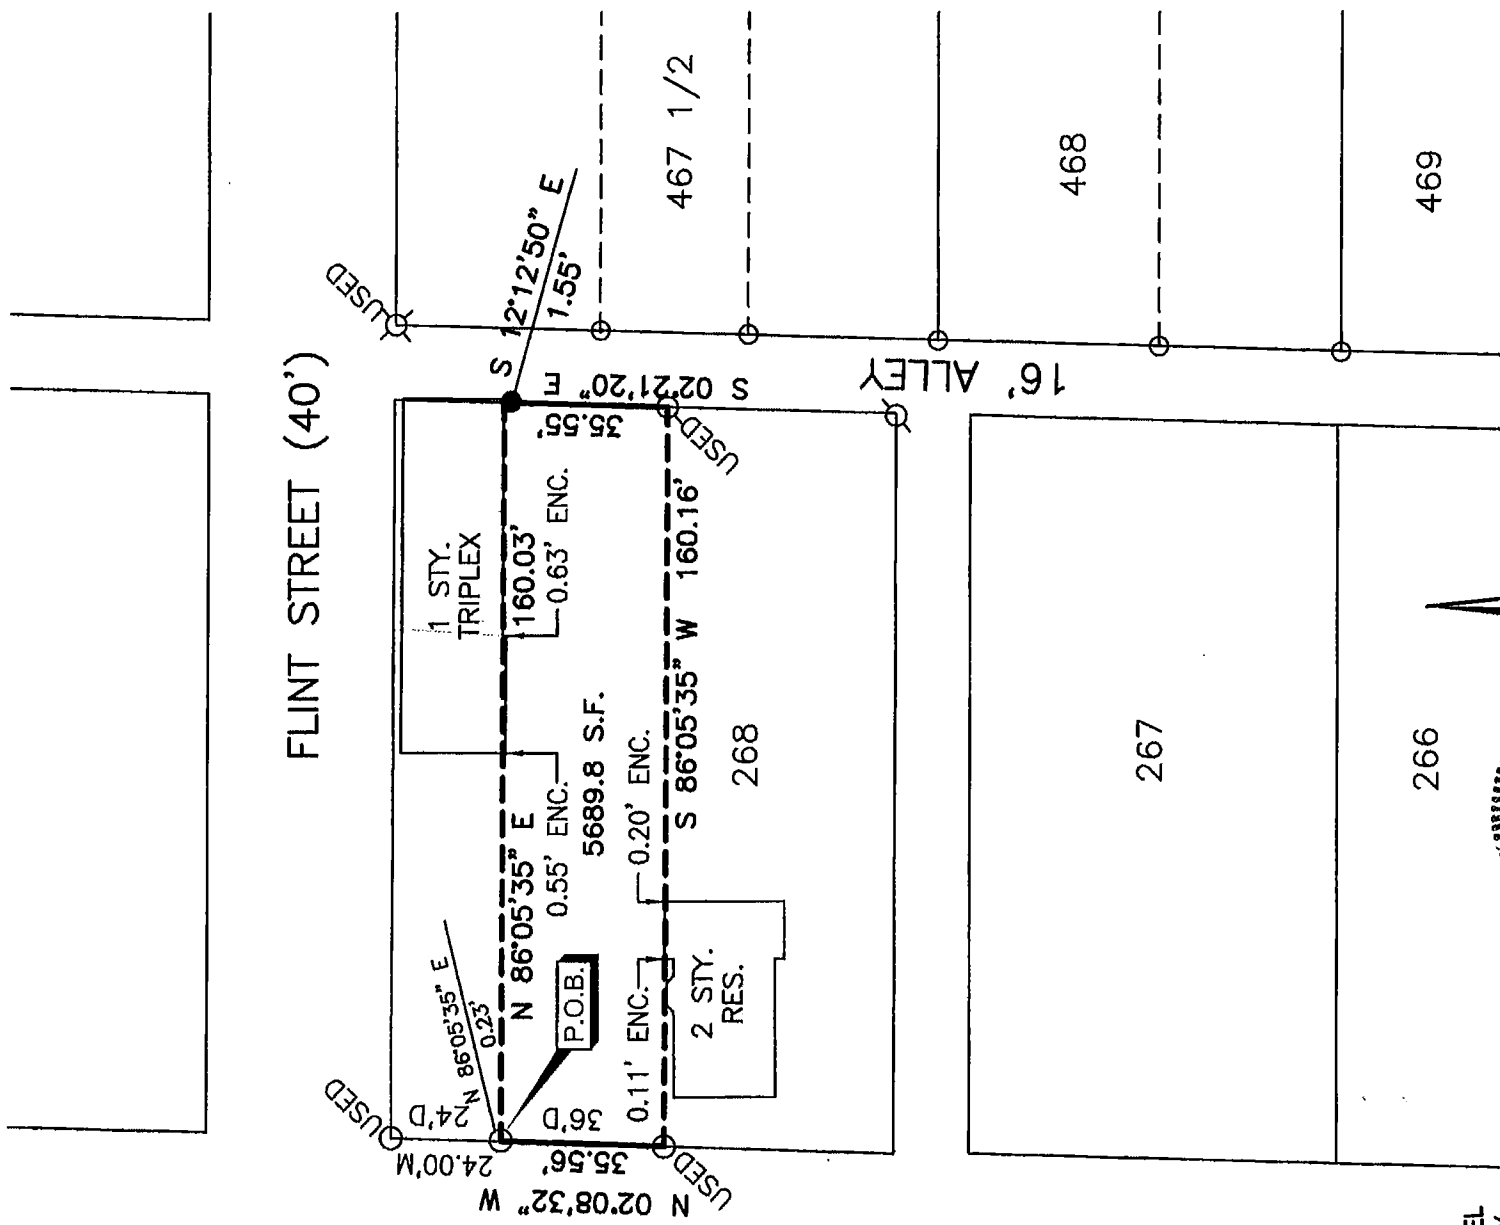 FLINT STREET (40')
467 1/2
468
469
USED
S 12°12'50" E
1.55'
16' ALLEY
S 02°21'20" E
35.55'
USED
1 STY.
TRIPLEX
160.03'
0.63' ENC.
N 86°05'35" E
0.55' ENC.
5689.8 S.F.
0.20' ENC.
S 86°05'35" W 160.16'
268
267
266
N 86°05'35" E
0.23'
P.O.B.
0.11' ENC.
2 STY.
RES.
USED
24'D
24.00'M
36'D
35.56'
N 02°08'32" W
USED
EL